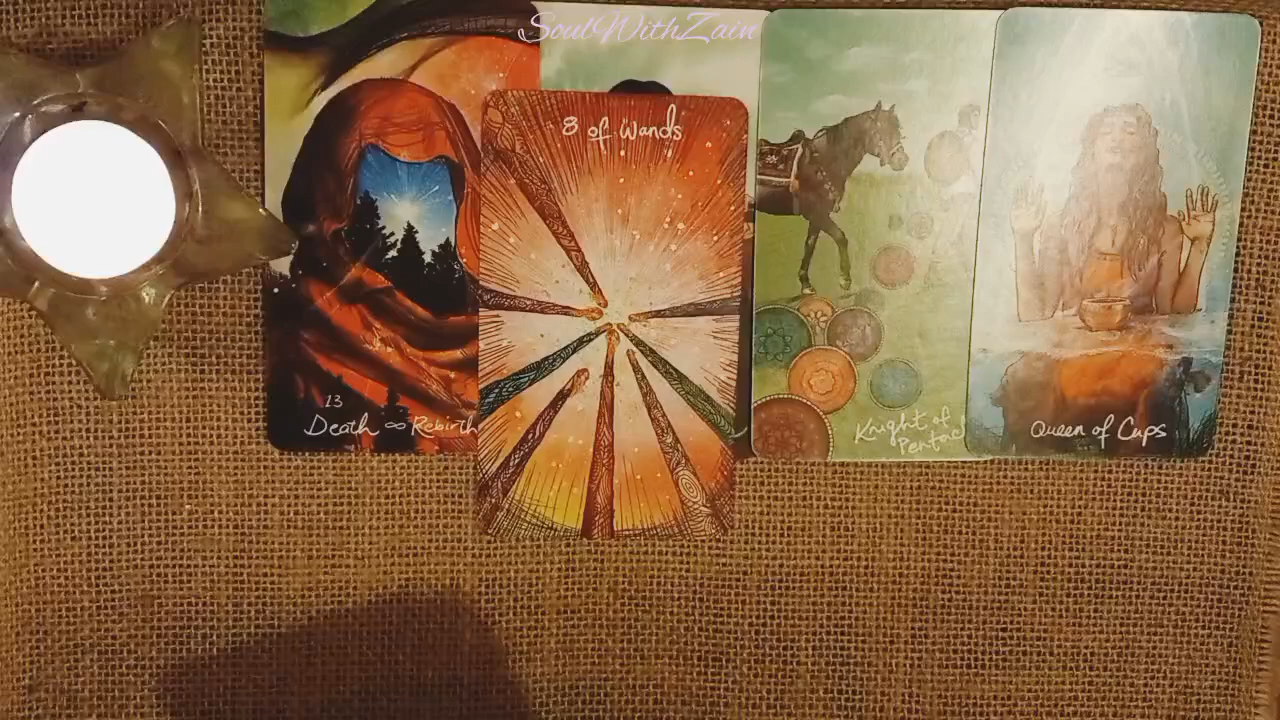 SoulWithZain
8 of Wands
13
Death ∞ Rebirth
Knight of
Queen of Cups